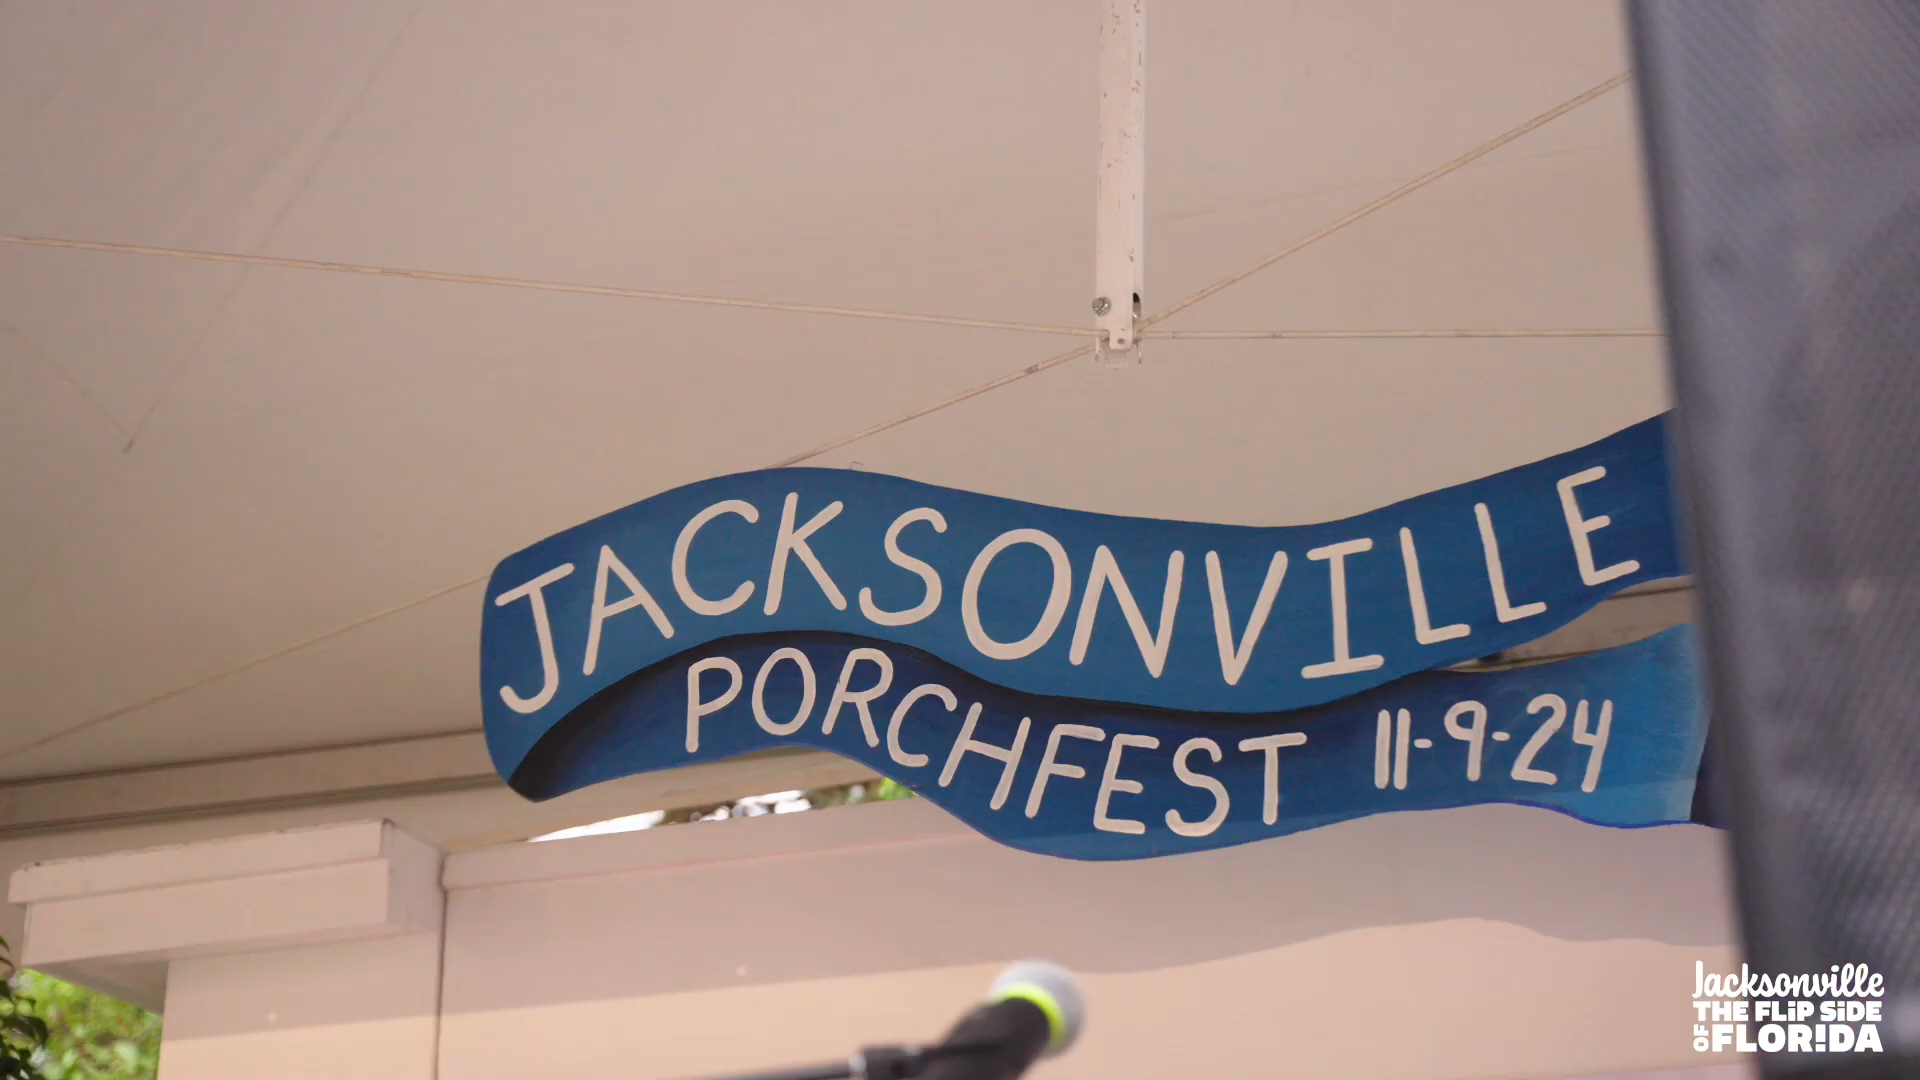 JACKSONVILLE
PORCHFEST 11-9-24
Jacksonville
THE FLiP SiDE
OF FLOR!DA